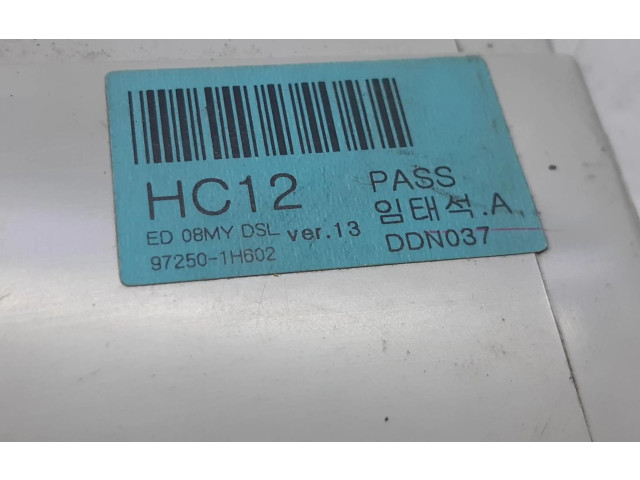 HC12 PASS
ED 08MY DSL ver.13 임태석.A
97250-1H602 DDN037